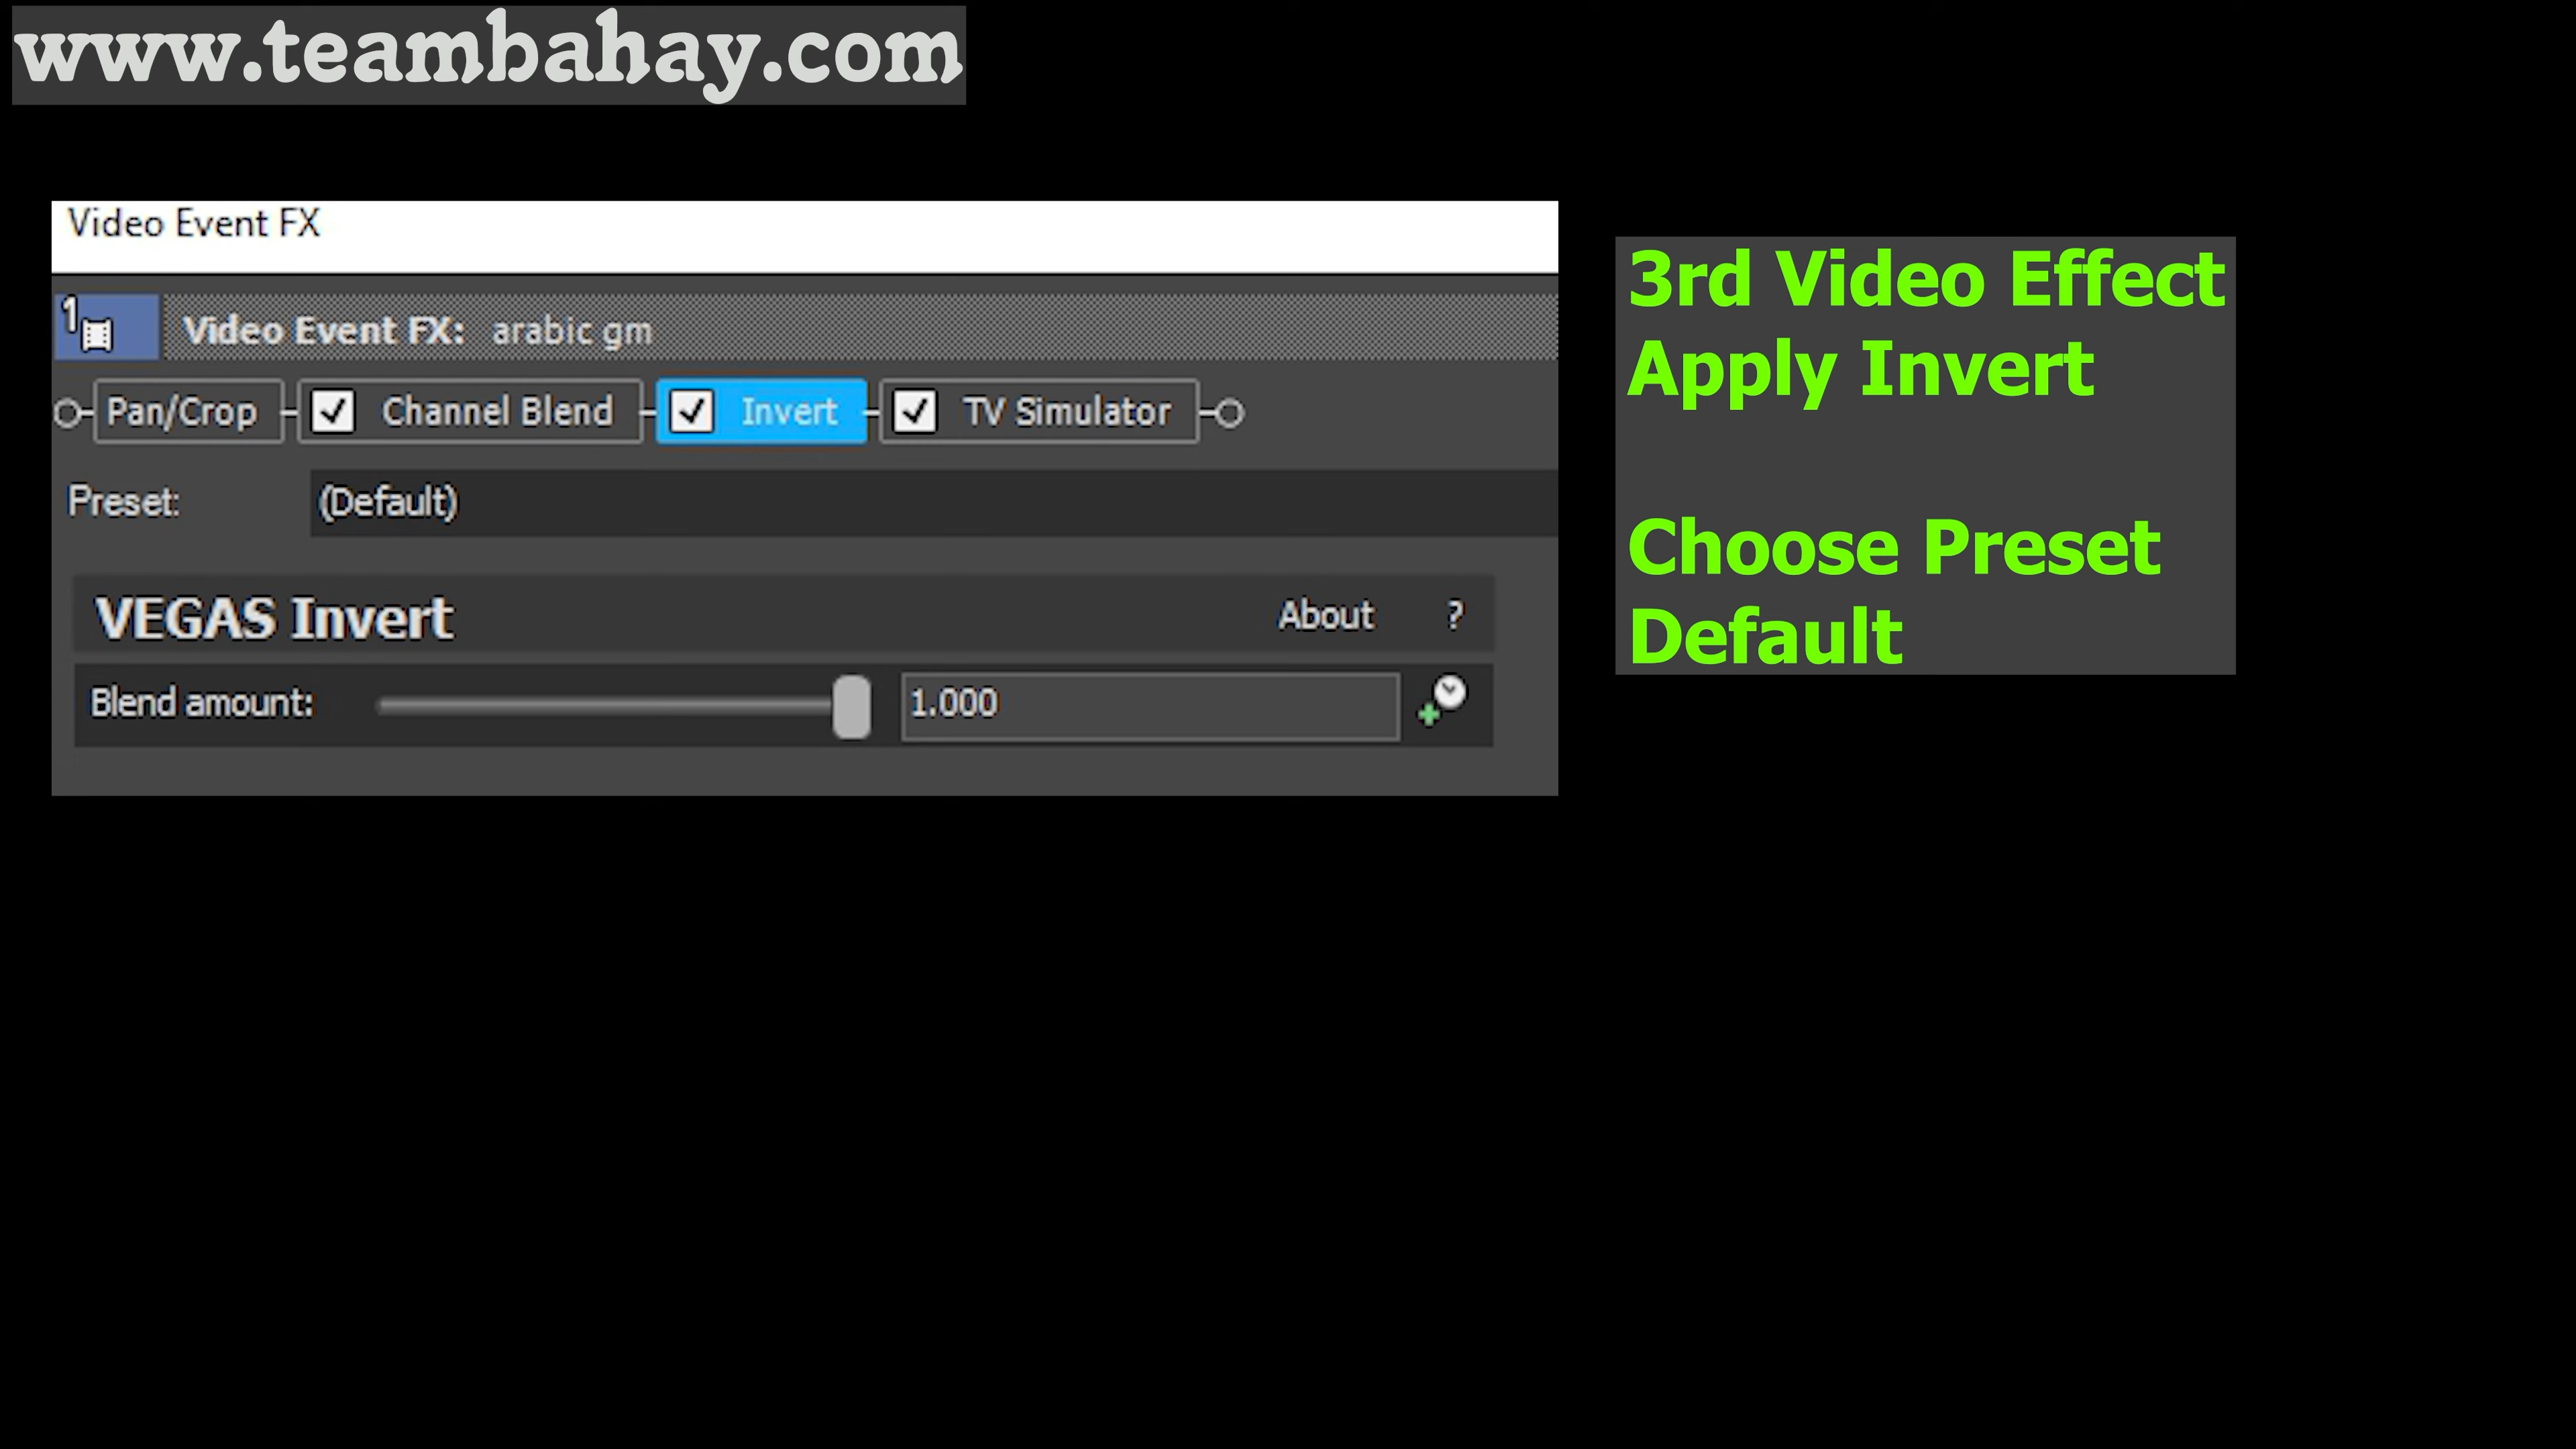 www.teambahay.com
Video Event FX
1
Video Event FX: arabic gm
Pan/Crop Channel Blend Invert TV Simulator
Preset: (Default)
VEGAS Invert About ?
Blend amount: 1.000
3rd Video Effect
Apply Invert
Choose Preset
Default